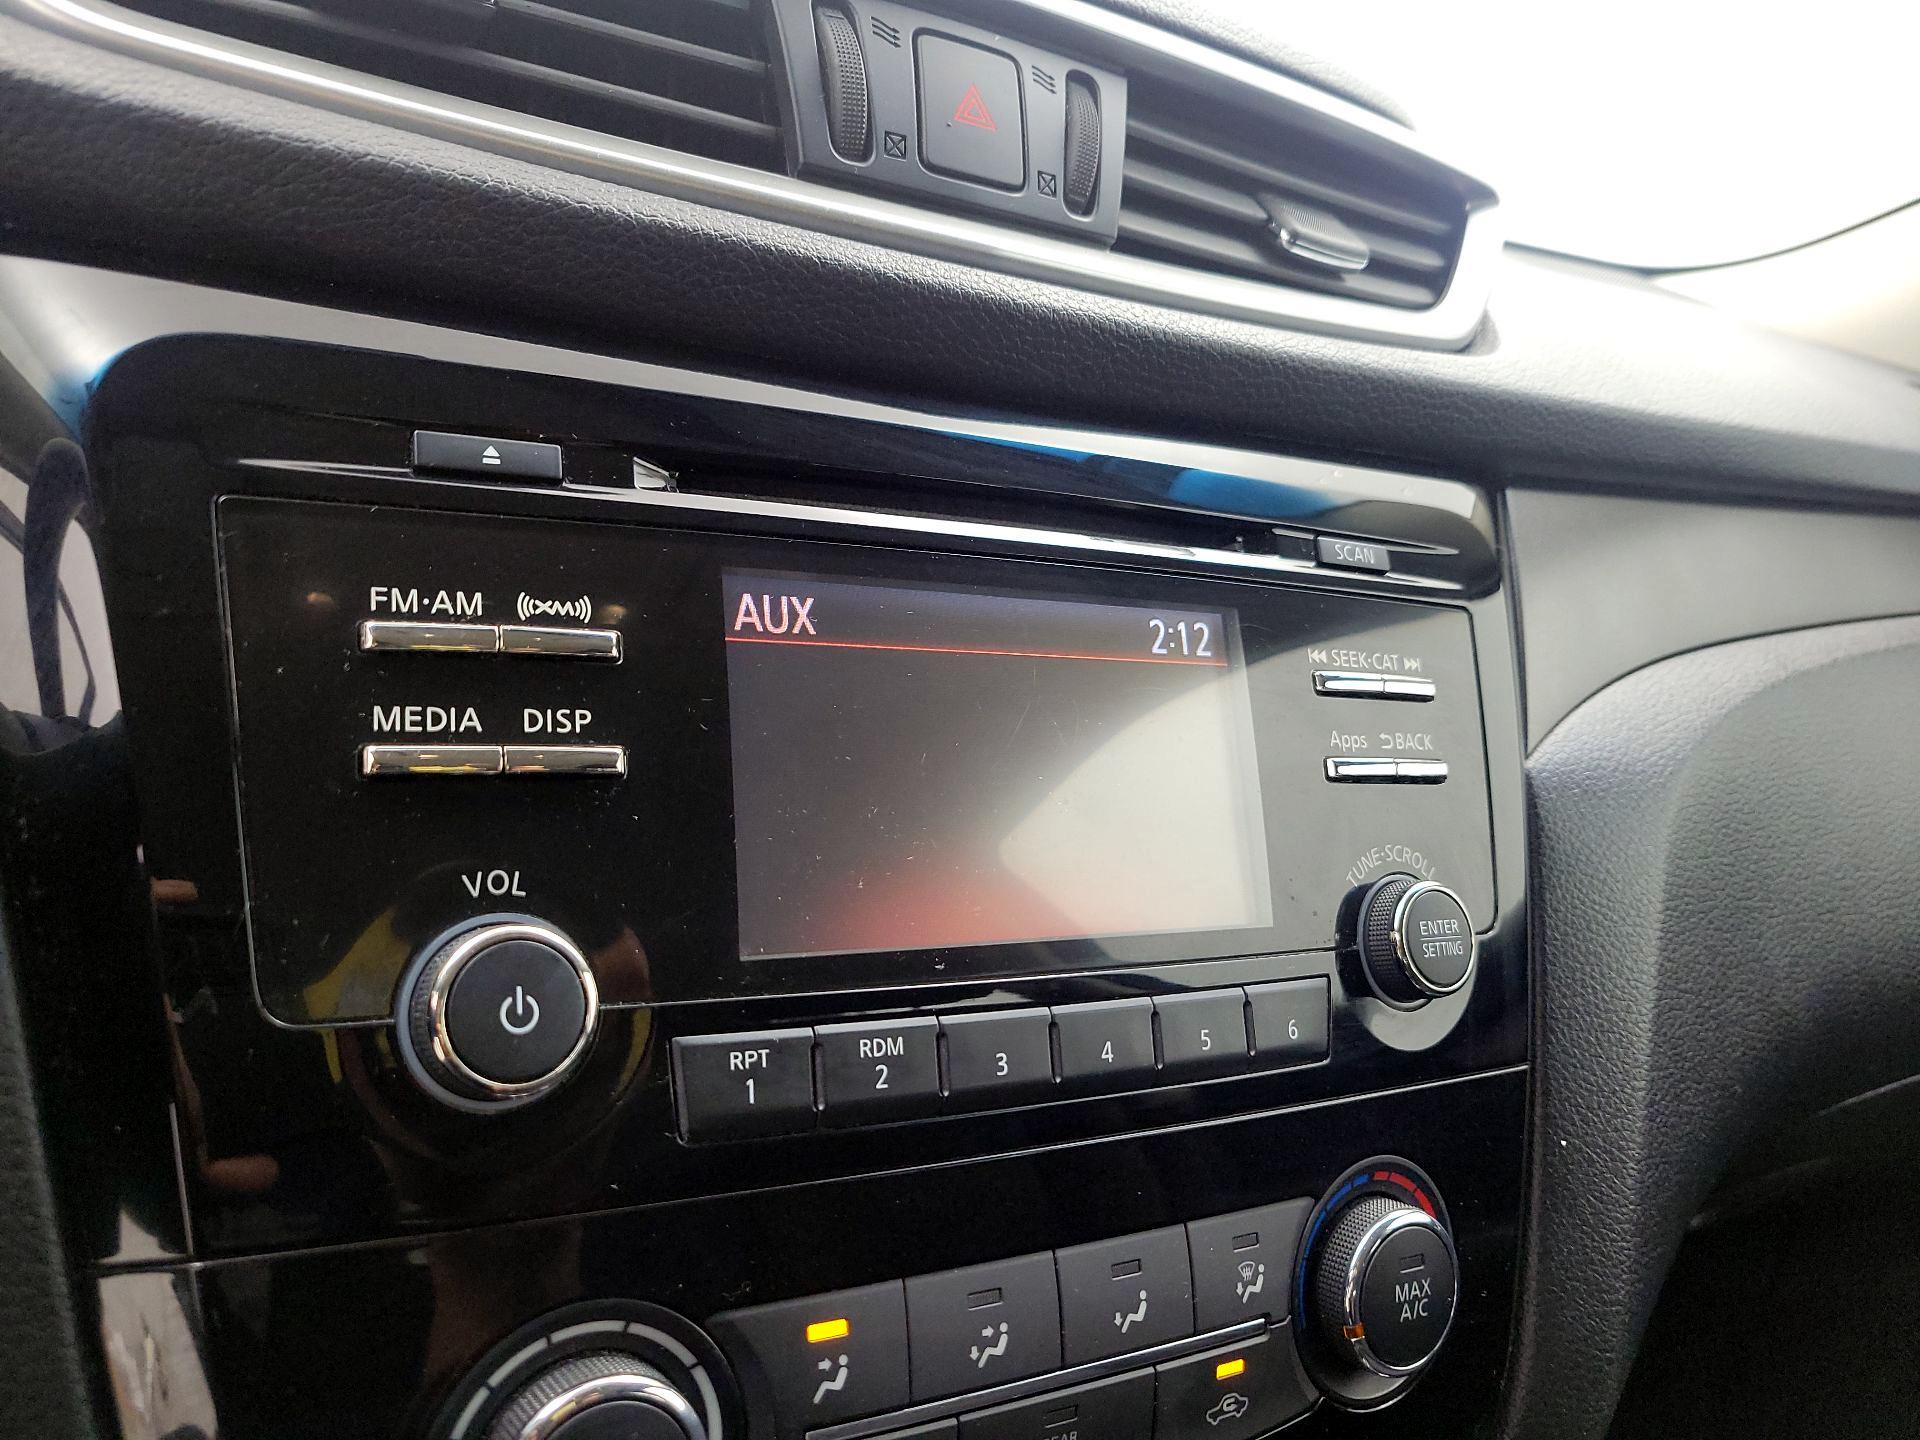 SCAN
FM·AM XM
AUX 2:12
SEEK·CAT
MEDIA DISP
Apps BACK
TUNE·SCROLL
VOL
ENTER
SETTING
RPT
1
RDM
2
3
4
5
6
MAX
A/C